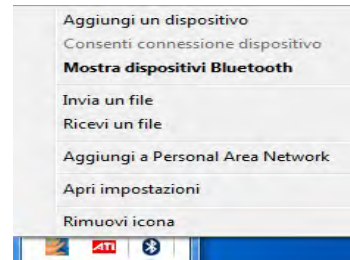 Aggiungi un dispositivo
Consenti connessione dispositivo
Mostra dispositivi Bluetooth
Invia un file
Ricevi un file
Aggiungi a Personal Area Network
Apri impostazioni
Rimuovi icona
ATI